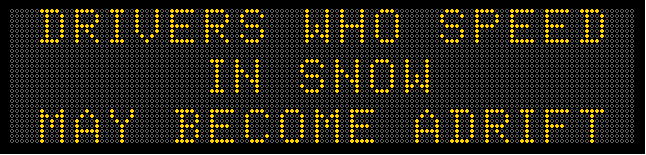 DRIVERS WHO SPEED
IN SNOW
MAY BECOME ADRIFT